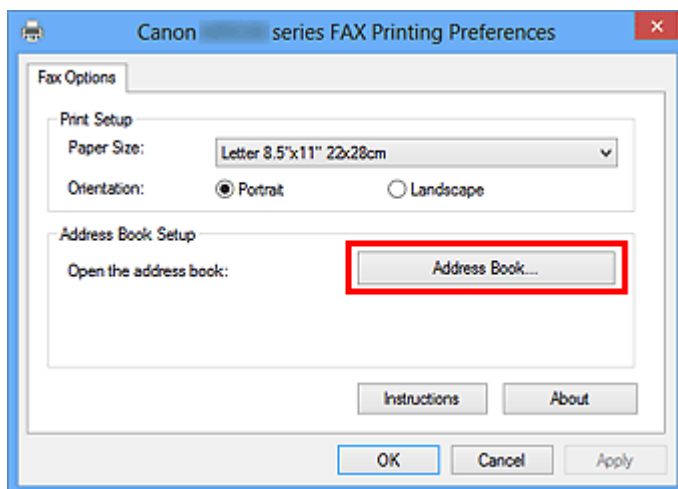 Canon series FAX Printing Preferences
Fax Options
Print Setup
Paper Size: Letter 8.5"x11" 22x28cm
Orientation: Portrait Landscape
Address Book Setup
Open the address book: Address Book...
Instructions About
OK Cancel Apply